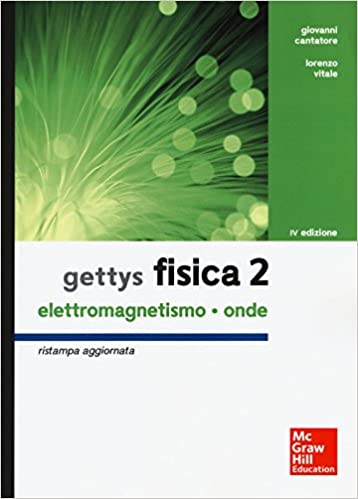 giovanni
cantatore
lorenzo
vitale
IV edizione
gettys fisica 2
elettromagnetismo • onde
ristampa aggiornata
Mc
Graw
Hill
Education